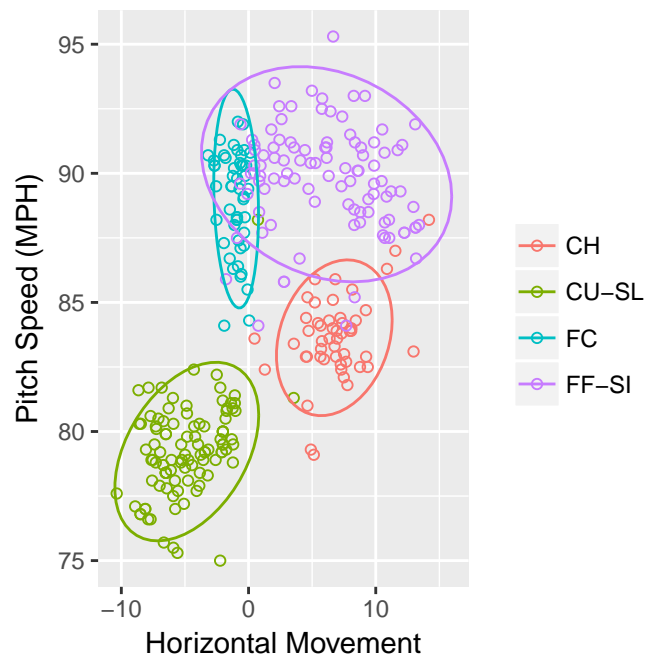 95
90
85
80
75
−10
0
10
Pitch Speed (MPH)
Horizontal Movement
CH
CU−SL
FC
FF−SI